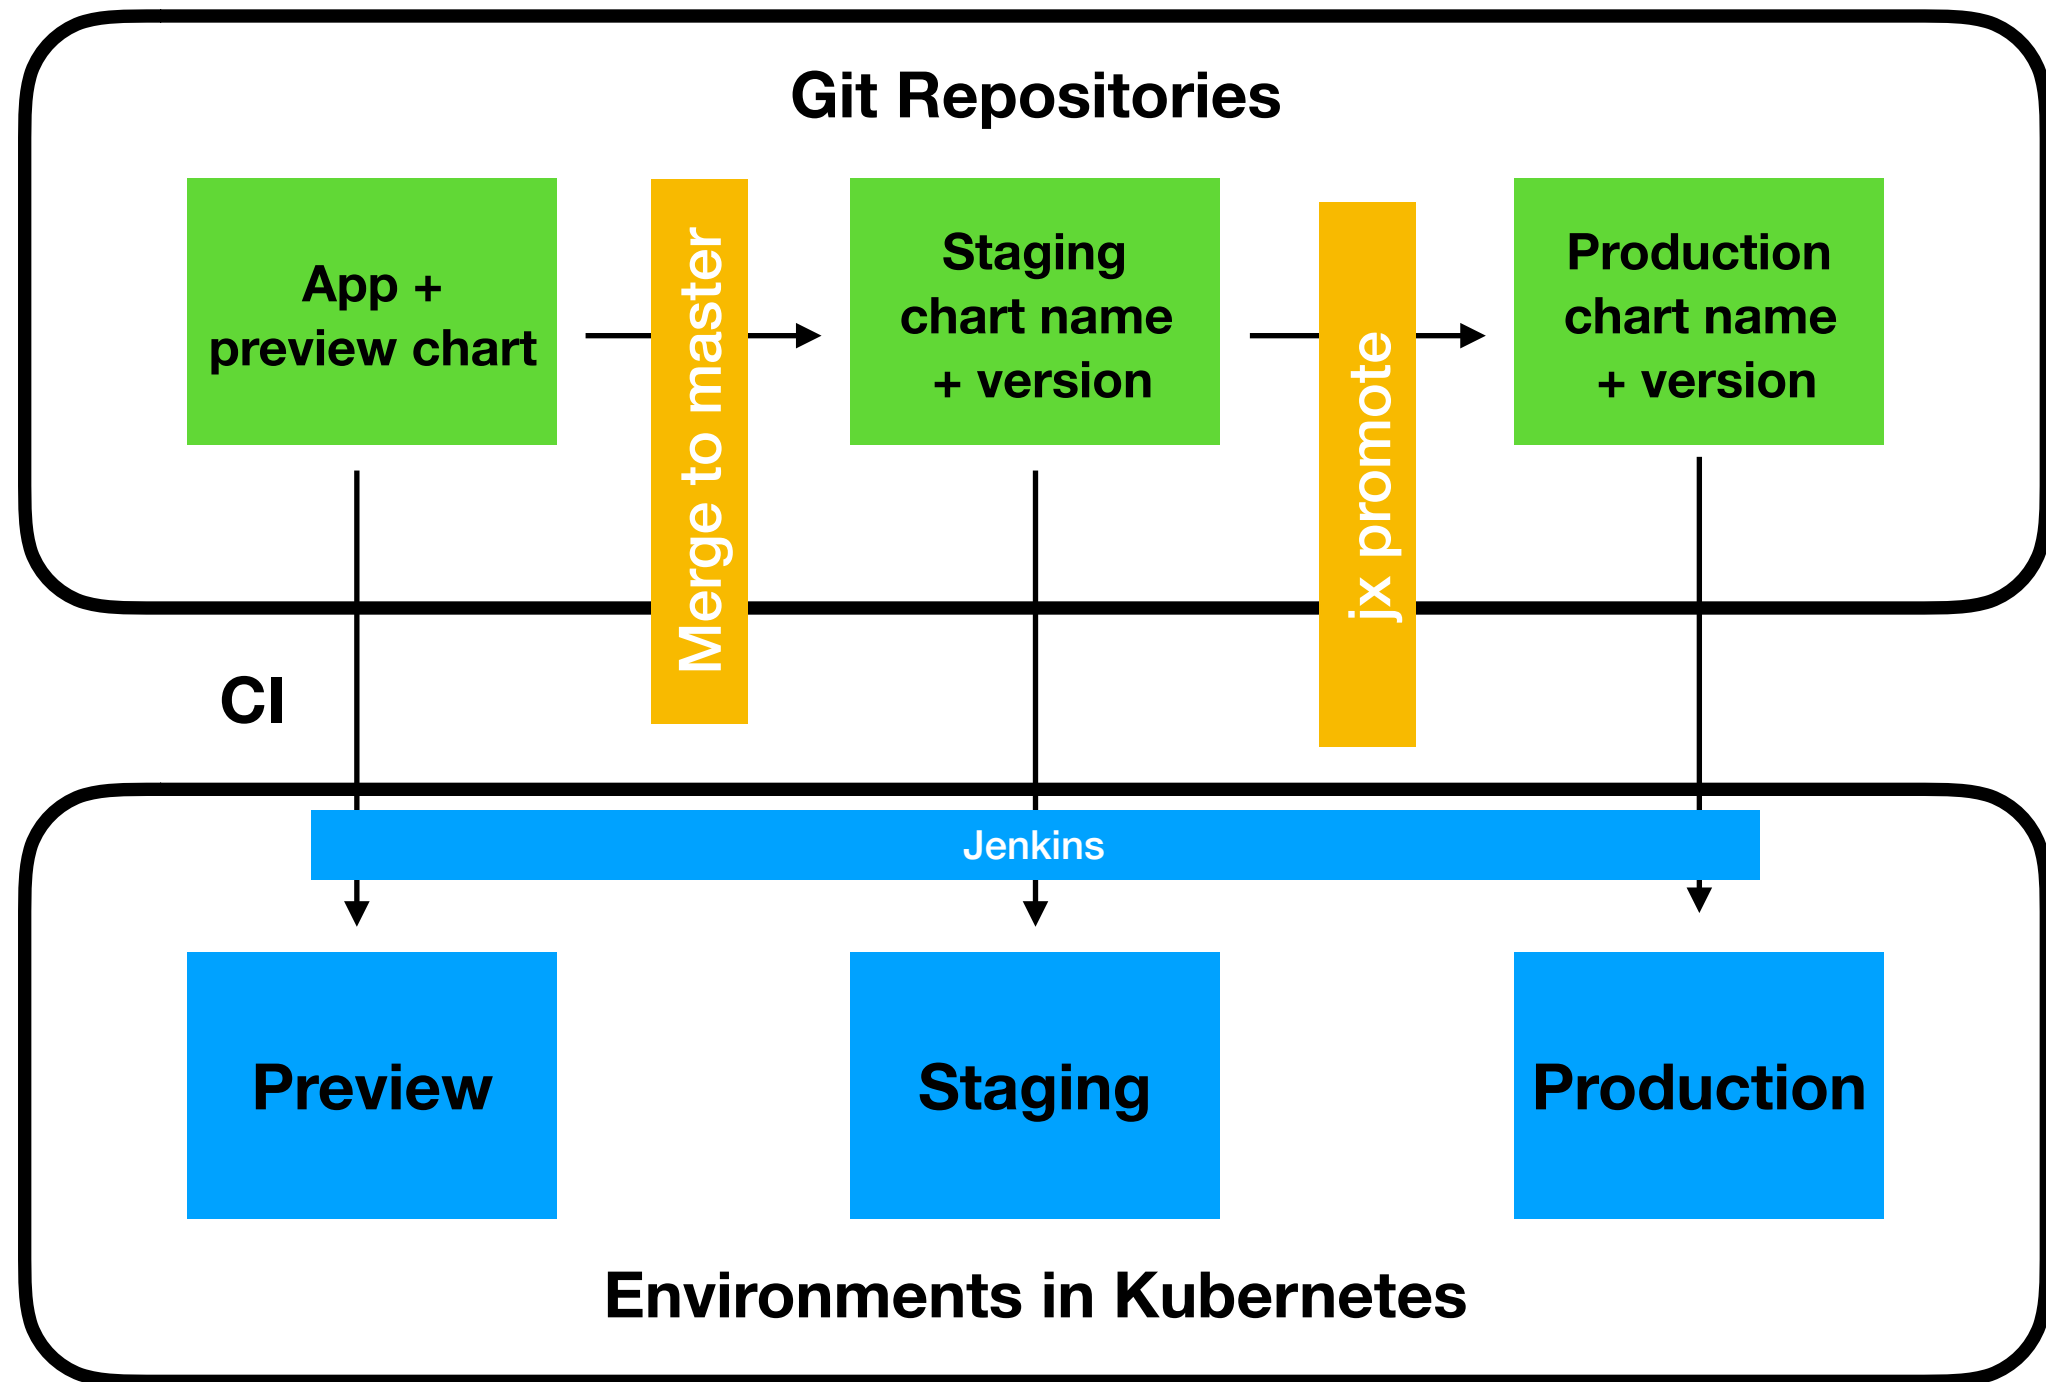 Git Repositories
App +
preview chart
Merge to master
Staging
chart name
+ version
jx promote
Production
chart name
+ version
CI
Jenkins
Preview
Staging
Production
Environments in Kubernetes